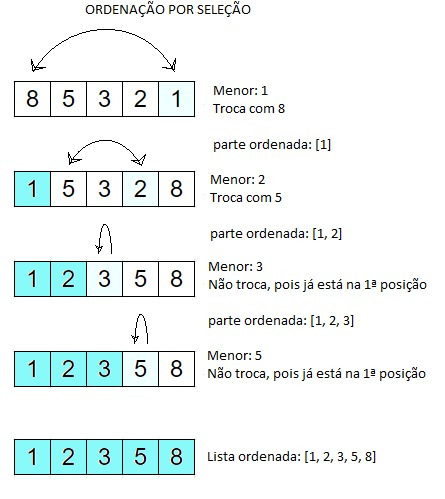 ORDENAÇÃO POR SELEÇÃO
8 5 3 2 1
Menor: 1
Troca com 8
parte ordenada: [1]
1 5 3 2 8
Menor: 2
Troca com 5
parte ordenada: [1, 2]
1 2 3 5 8
Menor: 3
Não troca, pois já está na 1ª posição
parte ordenada: [1, 2, 3]
1 2 3 5 8
Menor: 5
Não troca, pois já está na 1ª posição
1 2 3 5 8
Lista ordenada: [1, 2, 3, 5, 8]